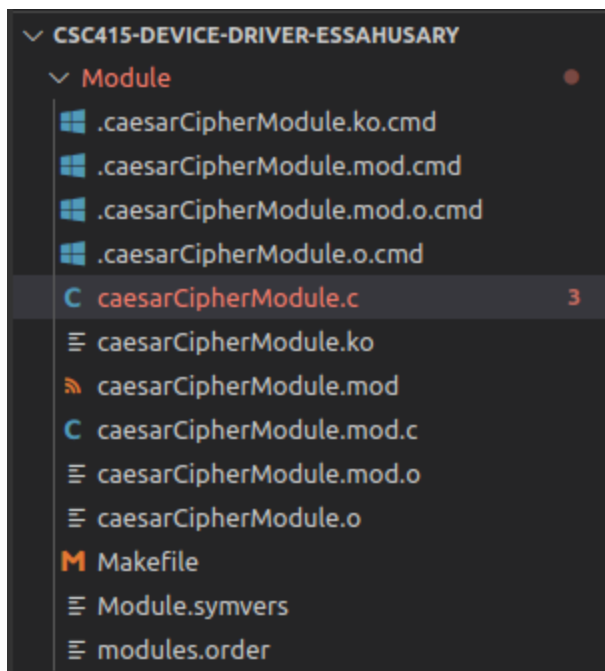 CSC415-DEVICE-DRIVER-ESSAHUSARY
Module
.caesarCipherModule.ko.cmd
.caesarCipherModule.mod.cmd
.caesarCipherModule.mod.o.cmd
.caesarCipherModule.o.cmd
C caesarCipherModule.c 3
caesarCipherModule.ko
caesarCipherModule.mod
C caesarCipherModule.mod.c
caesarCipherModule.mod.o
caesarCipherModule.o
M Makefile
Module.symvers
modules.order